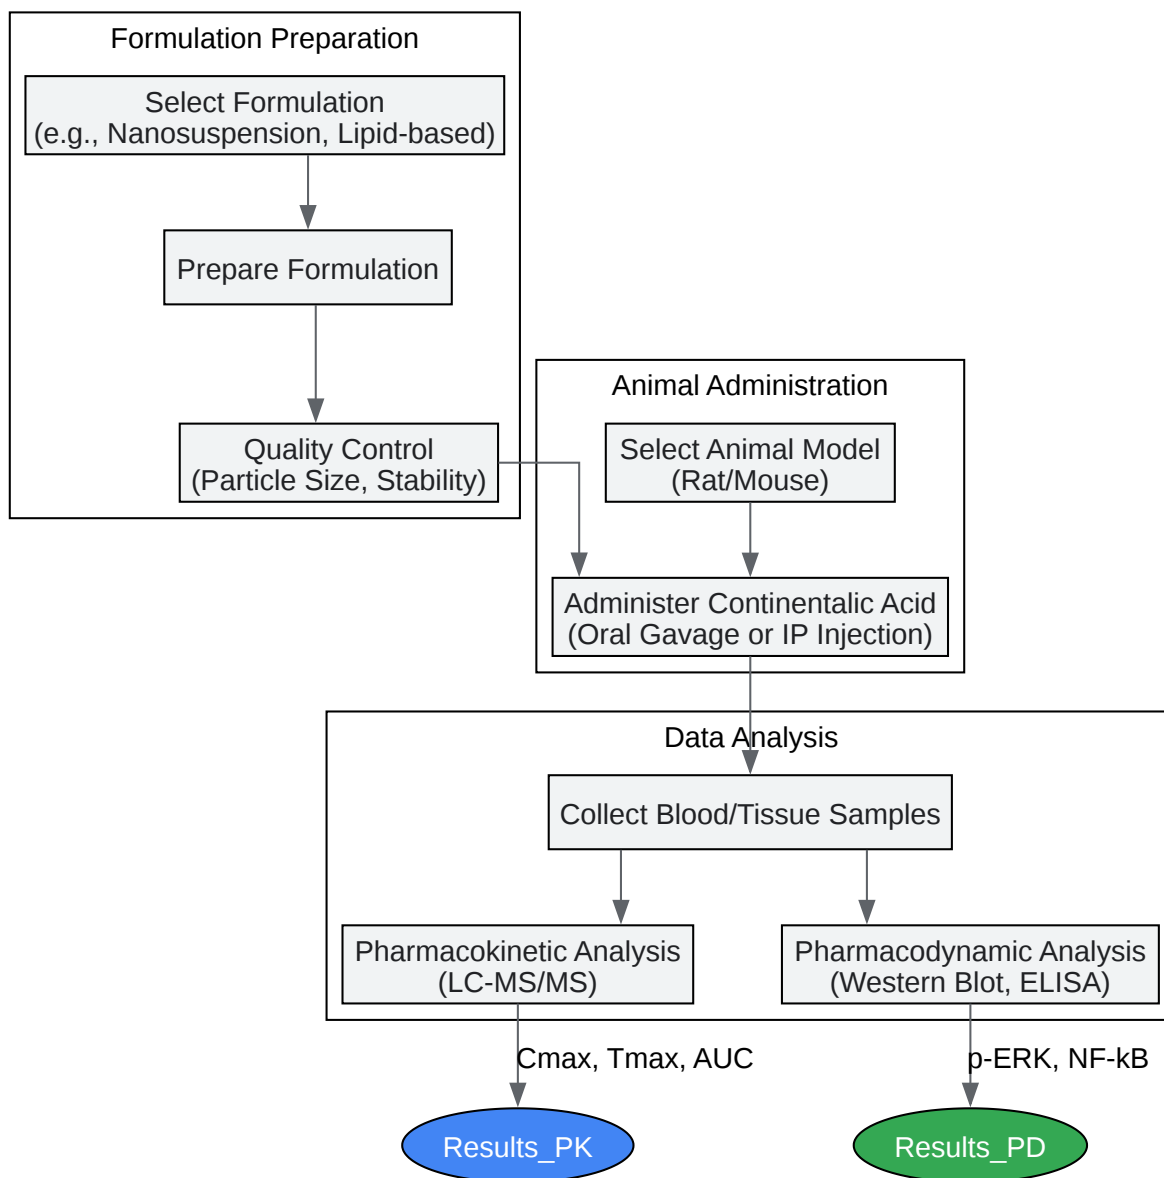 Formulation Preparation
Select Formulation
(e.g., Nanosuspension, Lipid-based)
Prepare Formulation
Quality Control
(Particle Size, Stability)
Animal Administration
Select Animal Model
(Rat/Mouse)
Administer Continentalic Acid
(Oral Gavage or IP Injection)
Data Analysis
Collect Blood/Tissue Samples
Pharmacokinetic Analysis
(LC-MS/MS)
Pharmacodynamic Analysis
(Western Blot, ELISA)
Cmax, Tmax, AUC
p-ERK, NF-kB
Results_PK
Results_PD